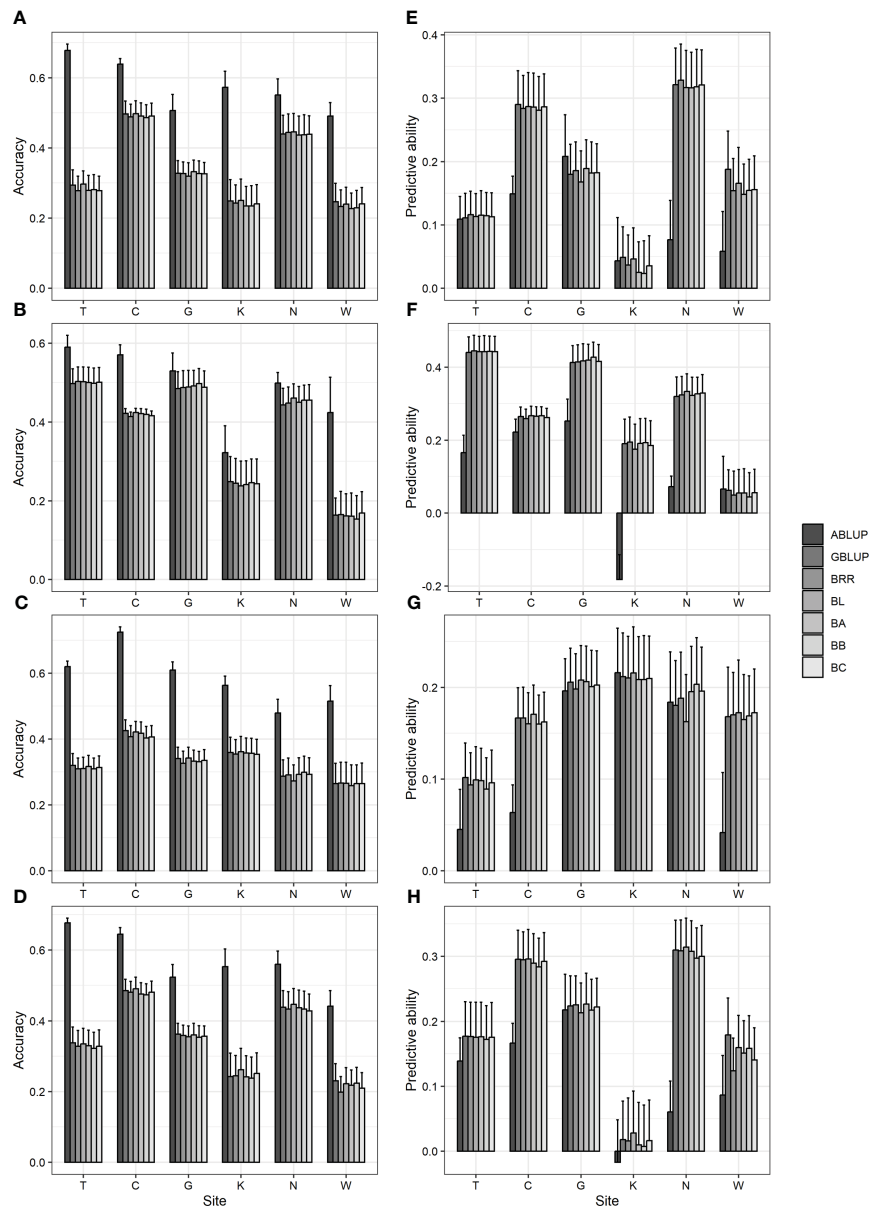 A
Accuracy
0.6
0.4
0.2
0.0
T C G K N W
B
Accuracy
0.6
0.4
0.2
0.0
T C G K N W
C
Accuracy
0.6
0.4
0.2
0.0
T C G K N W
D
Accuracy
0.6
0.4
0.2
0.0
T C G K N W
Site
E
Predictive ability
0.4
0.3
0.2
0.1
0.0
T C G K N W
F
Predictive ability
0.4
0.2
0.0
-0.2
T C G K N W
G
Predictive ability
0.2
0.1
0.0
T C G K N W
H
Predictive ability
0.3
0.2
0.1
0.0
T C G K N W
Site
ABLUP
GBLUP
BRR
BL
BA
BB
BC